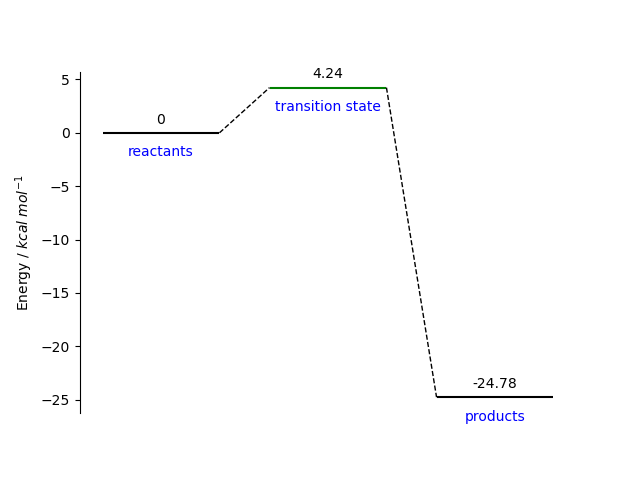 4.24
5
transition state
0
0
reactants
−5
−10
Energy / kcal mol⁻¹
−15
−20
-24.78
−25
products